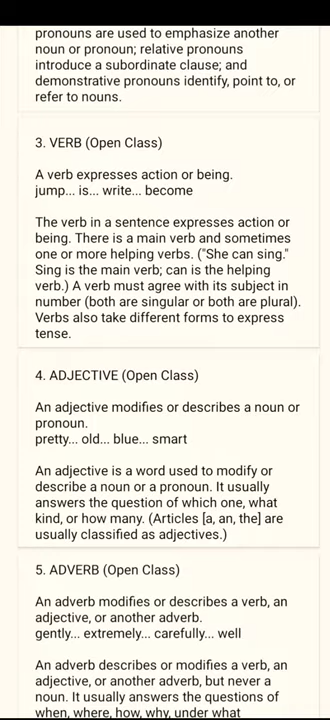 pronouns are used to emphasize another
noun or pronoun; relative pronouns
introduce a subordinate clause; and
demonstrative pronouns identify, point to, or
refer to nouns.
3. VERB (Open Class)
A verb expresses action or being.
jump... is... write... become
The verb in a sentence expresses action or
being. There is a main verb and sometimes
one or more helping verbs. ("She can sing."
Sing is the main verb; can is the helping
verb.) A verb must agree with its subject in
number (both are singular or both are plural).
Verbs also take different forms to express
tense.
4. ADJECTIVE (Open Class)
An adjective modifies or describes a noun or
pronoun.
pretty... old... blue... smart
An adjective is a word used to modify or
describe a noun or a pronoun. It usually
answers the question of which one, what
kind, or how many. (Articles [a, an, the] are
usually classified as adjectives.)
5. ADVERB (Open Class)
An adverb modifies or describes a verb, an
adjective, or another adverb.
gently... extremely... carefully... well
An adverb describes or modifies a verb, an
adjective, or another adverb, but never a
noun. It usually answers the questions of
when, where, how, why, under what